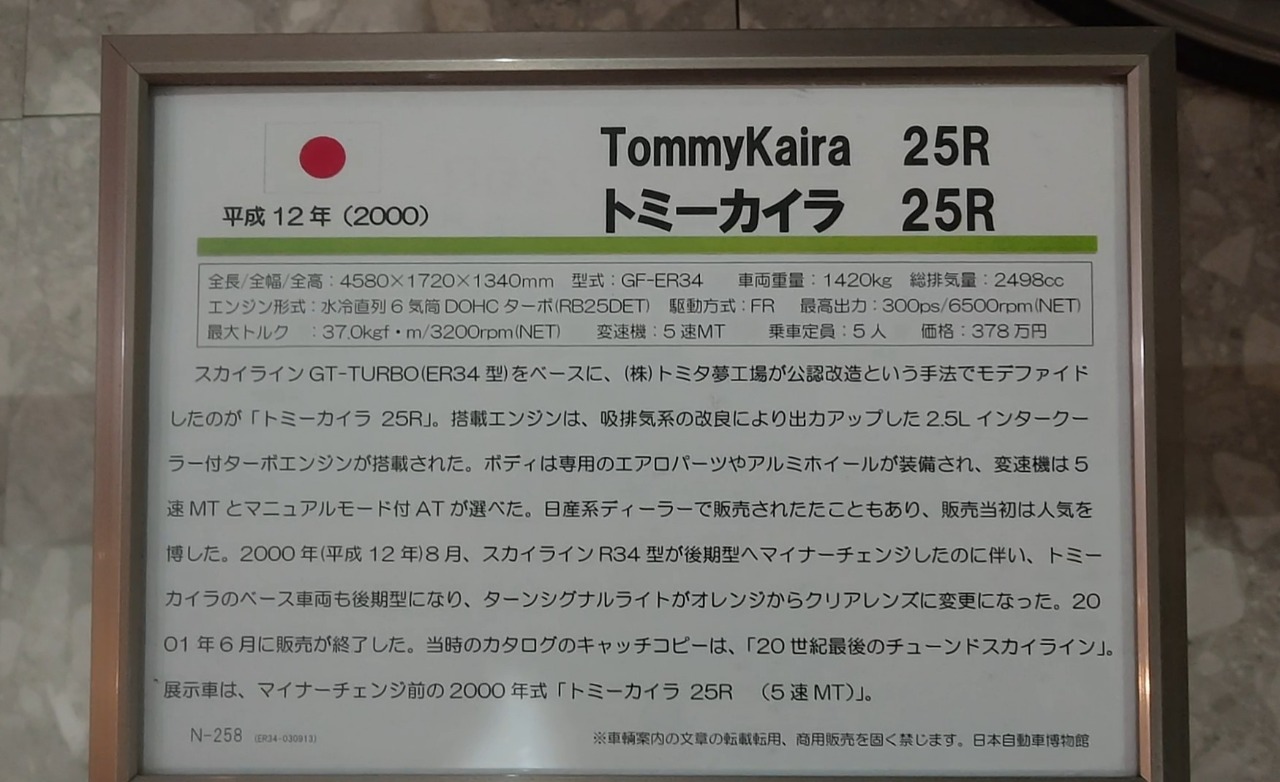 TommyKaira 25R
平成12年(2000)
トミーカイラ 25R
全長/全幅/全高:4580×1720×1340mm 型式:GF-ER34 車両重量:1420kg 総排気量:2498cc
エンジン形式:水冷直列6気筒DOHCターボ(RB25DET) 駆動方式:FR 最高出力:300ps/6500rpm(NET)
最大トルク :37.0kgf・m/3200rpm(NET) 変速機:5速MT 乗車定員:5人 価格:378万円
スカイラインGT-TURBO(ER34型)をベースに、(株)トミタ夢工場が公認改造という手法でモデファイド
したのが「トミーカイラ 25R」。搭載エンジンは、吸排気系の改良により出力アップした2.5Lインタークー
ラー付ターボエンジンが搭載された。ボディは専用のエアロパーツやアルミホイールが装備され、変速機は5
速MTとマニュアルモード付ATが選べた。日産系ディーラーで販売されたたこともあり、販売当初は人気を
博した。2000年(平成12年)8月、スカイラインR34型が後期型へマイナーチェンジしたのに伴い、トミー
カイラのベース車両も後期型になり、ターンシグナルライトがオレンジからクリアレンズに変更になった。20
01年6月に販売が終了した。当時のカタログのキャッチコピーは、「20世紀最後のチューンドスカイライン」。
展示車は、マイナーチェンジ前の2000年式「トミーカイラ 25R (5速MT)」。
N-258 (ER34-030913)
※車輌案内の文章の転載転用、商用販売を固く禁じます。日本自動車博物館